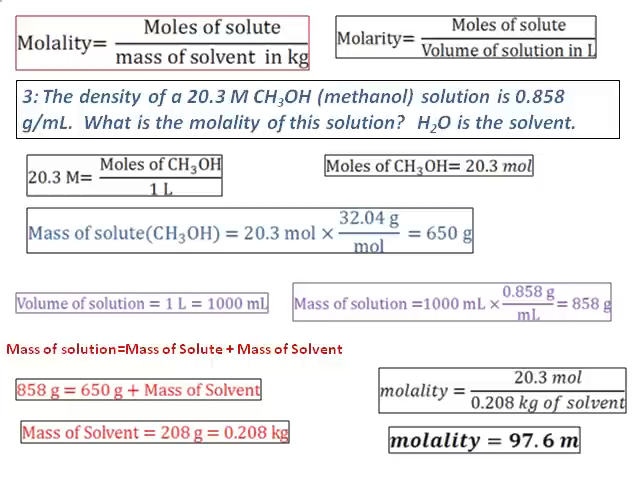 Molality= Moles of solute / mass of solvent in kg
Molarity= Moles of solute / Volume of solution in L
3: The density of a 20.3 M CH₃OH (methanol) solution is 0.858
g/mL. What is the molality of this solution? H₂O is the solvent.
20.3 M= Moles of CH₃OH / 1 L
Moles of CH₃OH= 20.3 mol
Mass of solute(CH₃OH) = 20.3 mol × 32.04 g / mol = 650 g
Volume of solution = 1 L = 1000 mL
Mass of solution =1000 mL × 0.858 g / mL = 858 g
Mass of solution=Mass of Solute + Mass of Solvent
858 g = 650 g + Mass of Solvent
molality = 20.3 mol / 0.208 kg of solvent
Mass of Solvent = 208 g = 0.208 kg
molality = 97.6 m